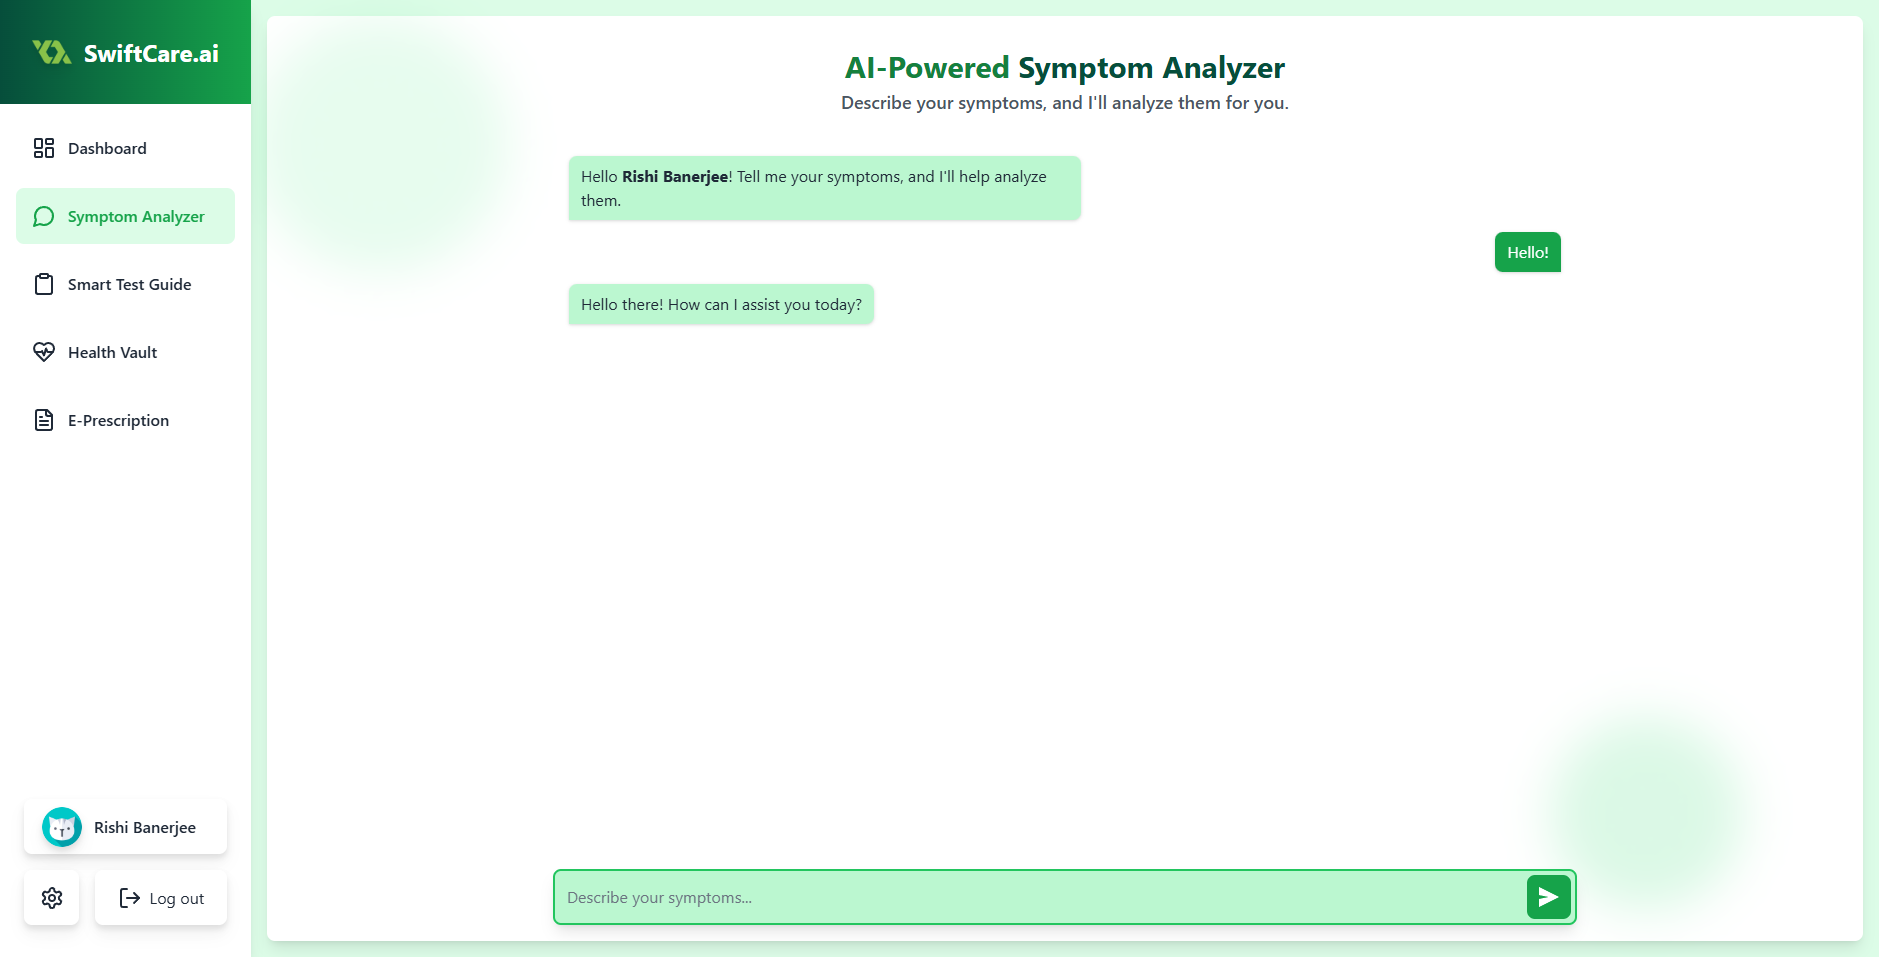 SwiftCare.ai
Dashboard
Symptom Analyzer
Smart Test Guide
Health Vault
E-Prescription
Rishi Banerjee
Log out
AI-Powered Symptom Analyzer
Describe your symptoms, and I'll analyze them for you.
Hello Rishi Banerjee! Tell me your symptoms, and I'll help analyze
them.
Hello!
Hello there! How can I assist you today?
Describe your symptoms...